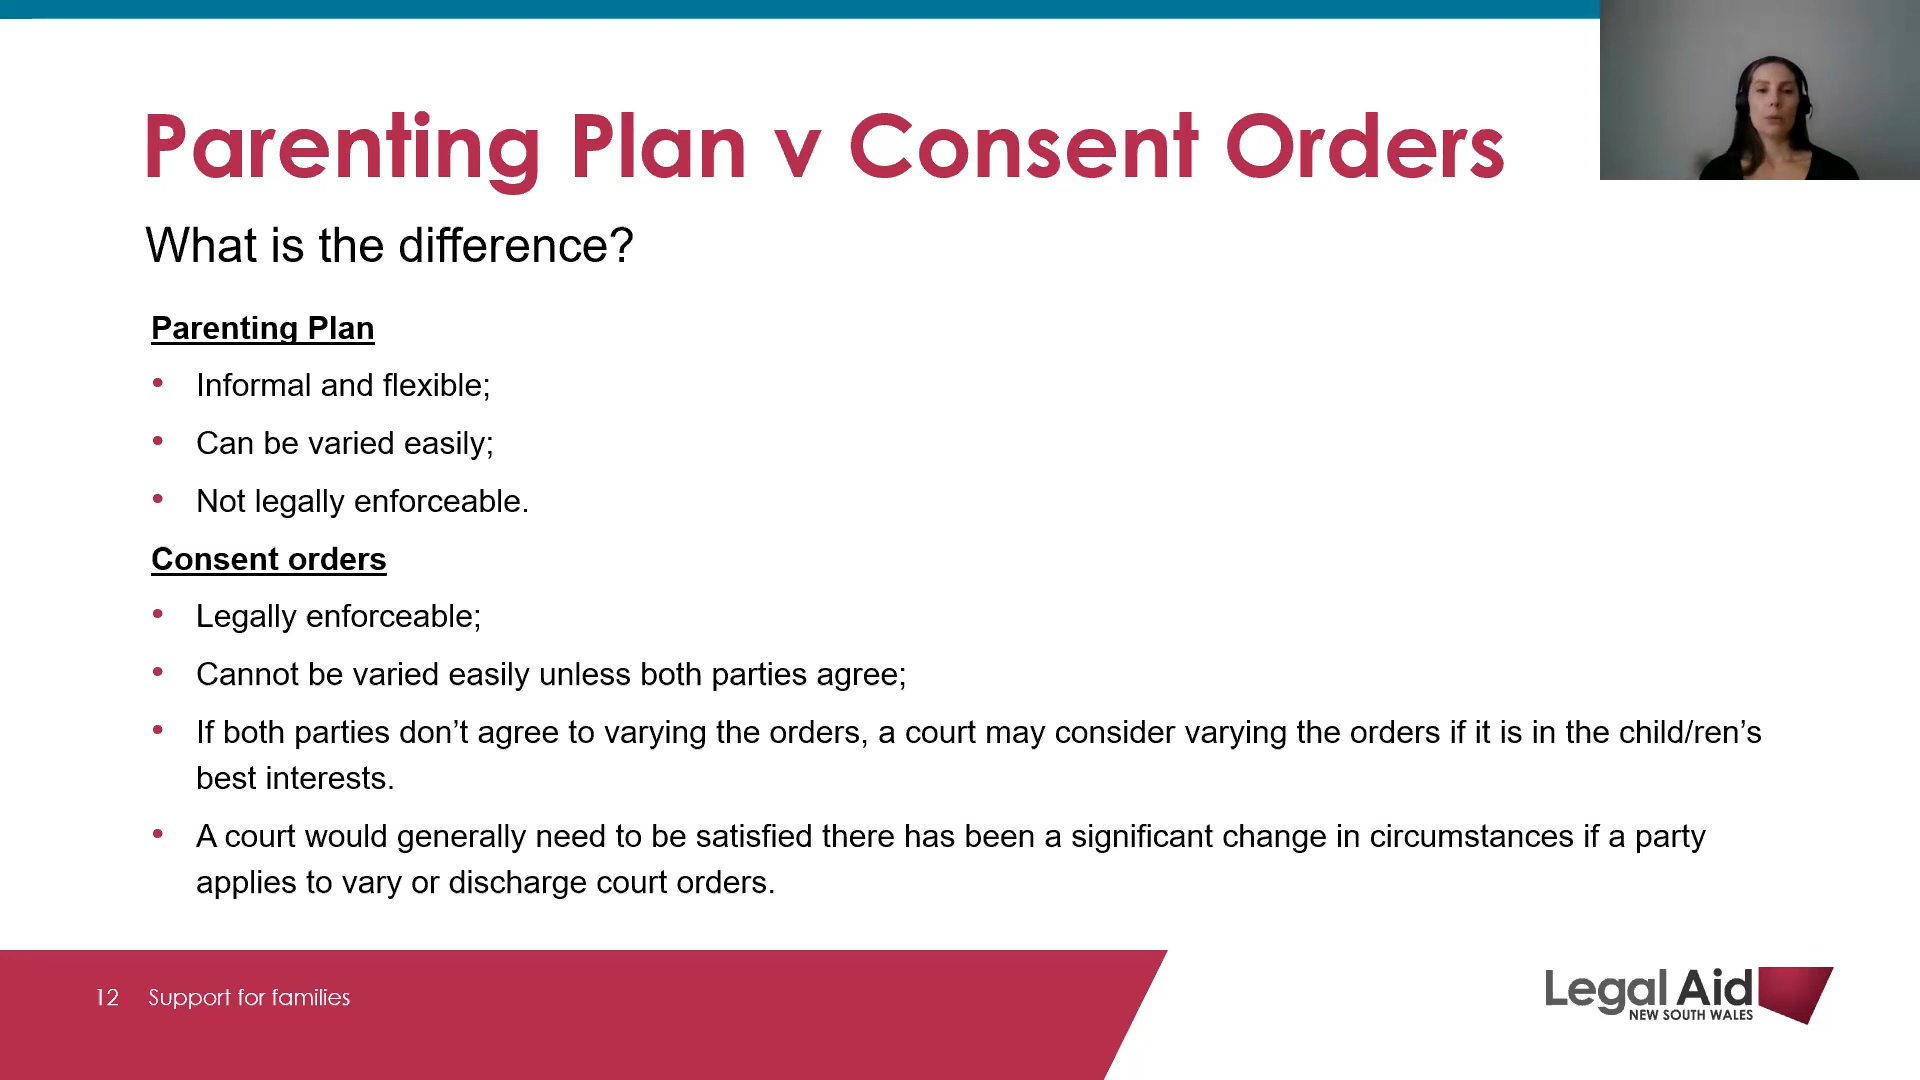 Parenting Plan v Consent Orders
What is the difference?
Parenting Plan
• Informal and flexible;
• Can be varied easily;
• Not legally enforceable.
Consent orders
• Legally enforceable;
• Cannot be varied easily unless both parties agree;
• If both parties don’t agree to varying the orders, a court may consider varying the orders if it is in the child/ren’s
best interests.
• A court would generally need to be satisfied there has been a significant change in circumstances if a party
applies to vary or discharge court orders.
12 Support for families
Legal Aid
NEW SOUTH WALES